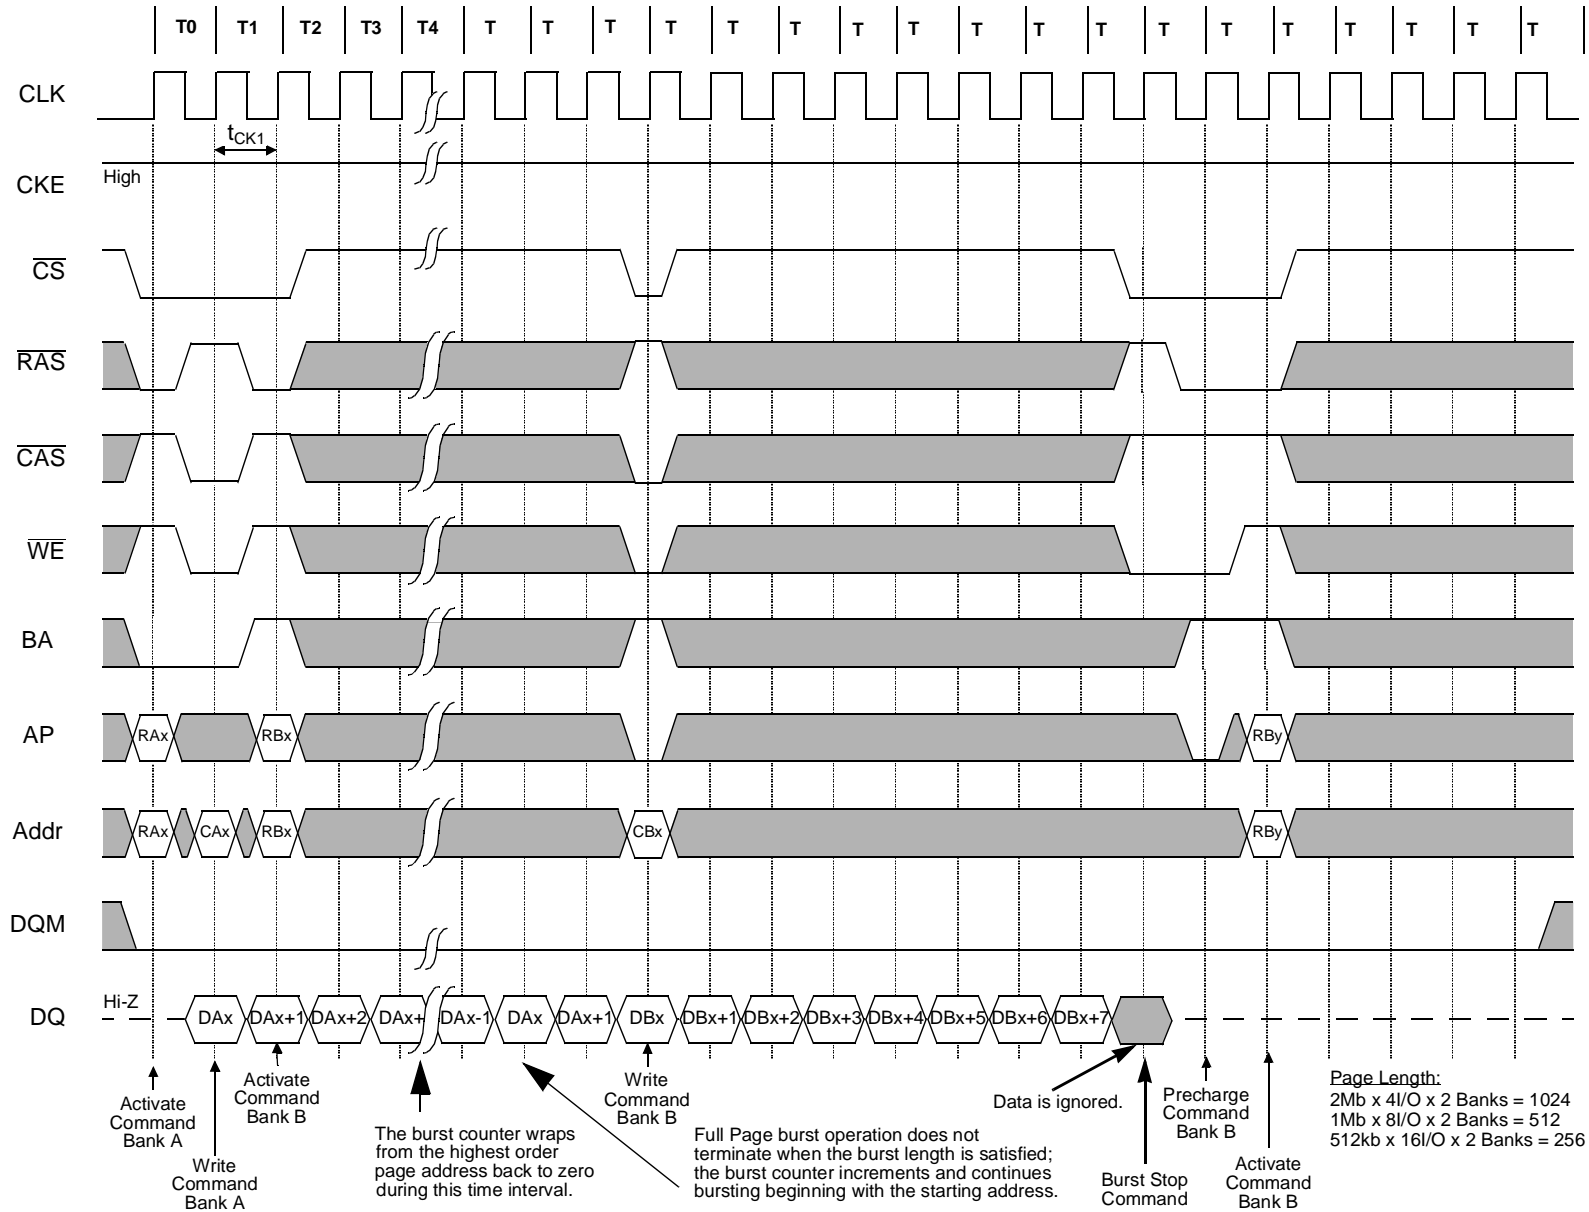 T0 T1 T2 T3 T4 T T T T T T T T T T T T T T T T T T
CLK
tCK1
CKE
High
CS
RAS
CAS
WE
BA
AP
RAx RBx RBy
Addr
RAx CAx RBx CBx RBy
DQM
DQ
Hi-Z
DAx DAx+1 DAx+2 DAx+ DAx-1 DAx DAx+1 DBx DBx+1 DBx+2 DBx+3 DBx+4 DBx+5 DBx+6 DBx+7
Activate
Command
Bank A
Write
Command
Bank A
Activate
Command
Bank B
The burst counter wraps
from the highest order
page address back to zero
during this time interval.
Write
Command
Bank B
Full Page burst operation does not
terminate when the burst length is satisfied;
the burst counter increments and continues
bursting beginning with the starting address.
Data is ignored.
Burst Stop
Command
Precharge
Command
Bank B
Activate
Command
Bank B
Page Length:
2Mb x 4I/O x 2 Banks = 1024
1Mb x 8I/O x 2 Banks = 512
512kb x 16I/O x 2 Banks = 256